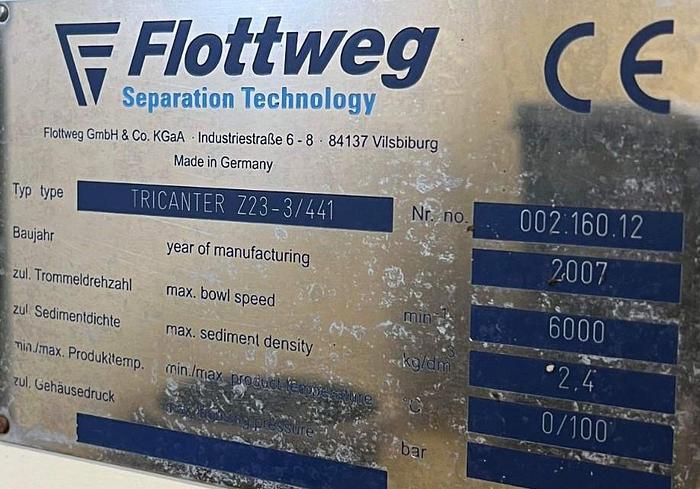 Flottweg
Separation Technology
CE
Flottweg GmbH & Co. KGaA · Industriestraße 6 - 8 · 84137 Vilsbiburg
Made in Germany
Typ type TRICANTER Z23-3/441 Nr. no. 002.160.12
Baujahr year of manufacturing 2007
zul. Trommeldrehzahl max. bowl speed min⁻¹ 6000
zul. Sedimentdichte max. sediment density kg/dm³ 2.4
min./max. Produkttemp. min./max. product temperature °C 0/100
zul. Gehäusedruck max. housing pressure bar